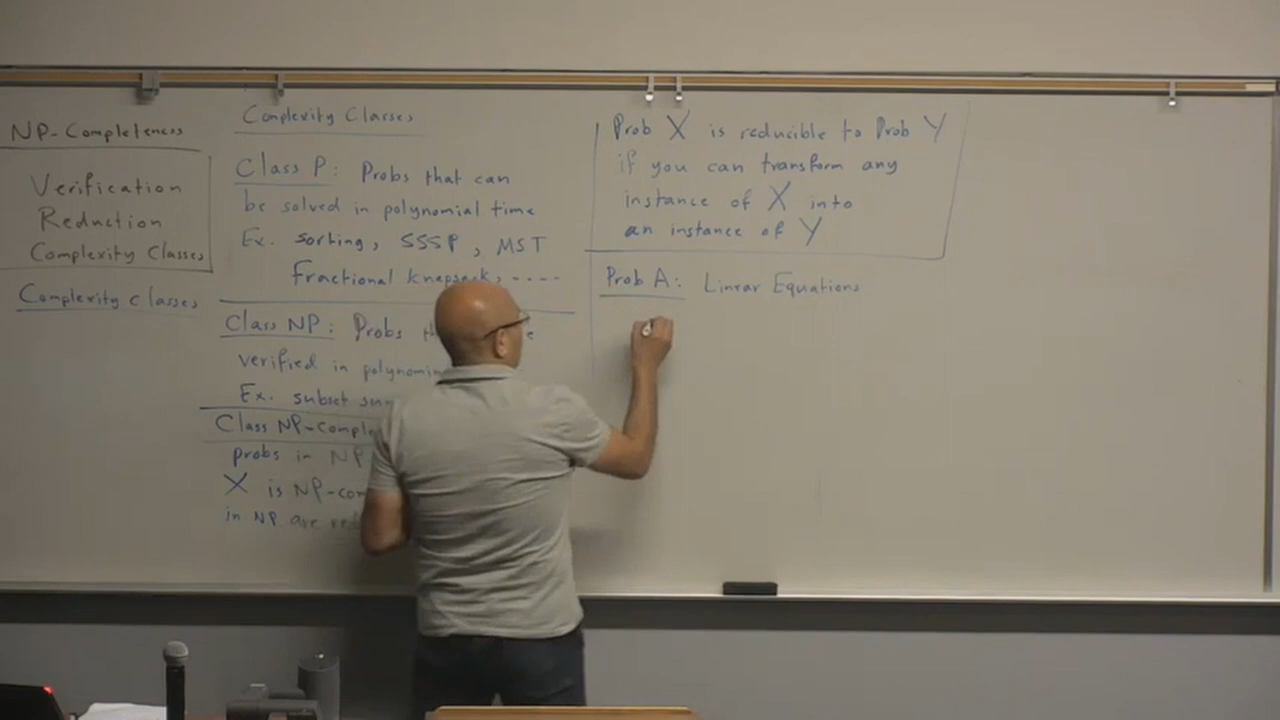 NP-Completeness
Verification
Reduction
Complexity Classes
Complexity classes
Complexity Classes
Class P: Probs that can
be solved in polynomial time
Ex. sorting, SSSP, MST
Fractional knapsack, ----
Class NP: Probs
verified in
Ex. subset
Class NP-
probs in NP
X is
in NP are
Prob X is reducible to Prob Y
if you can transform any
instance of X into
an instance of Y
Prob A: Linear Equations